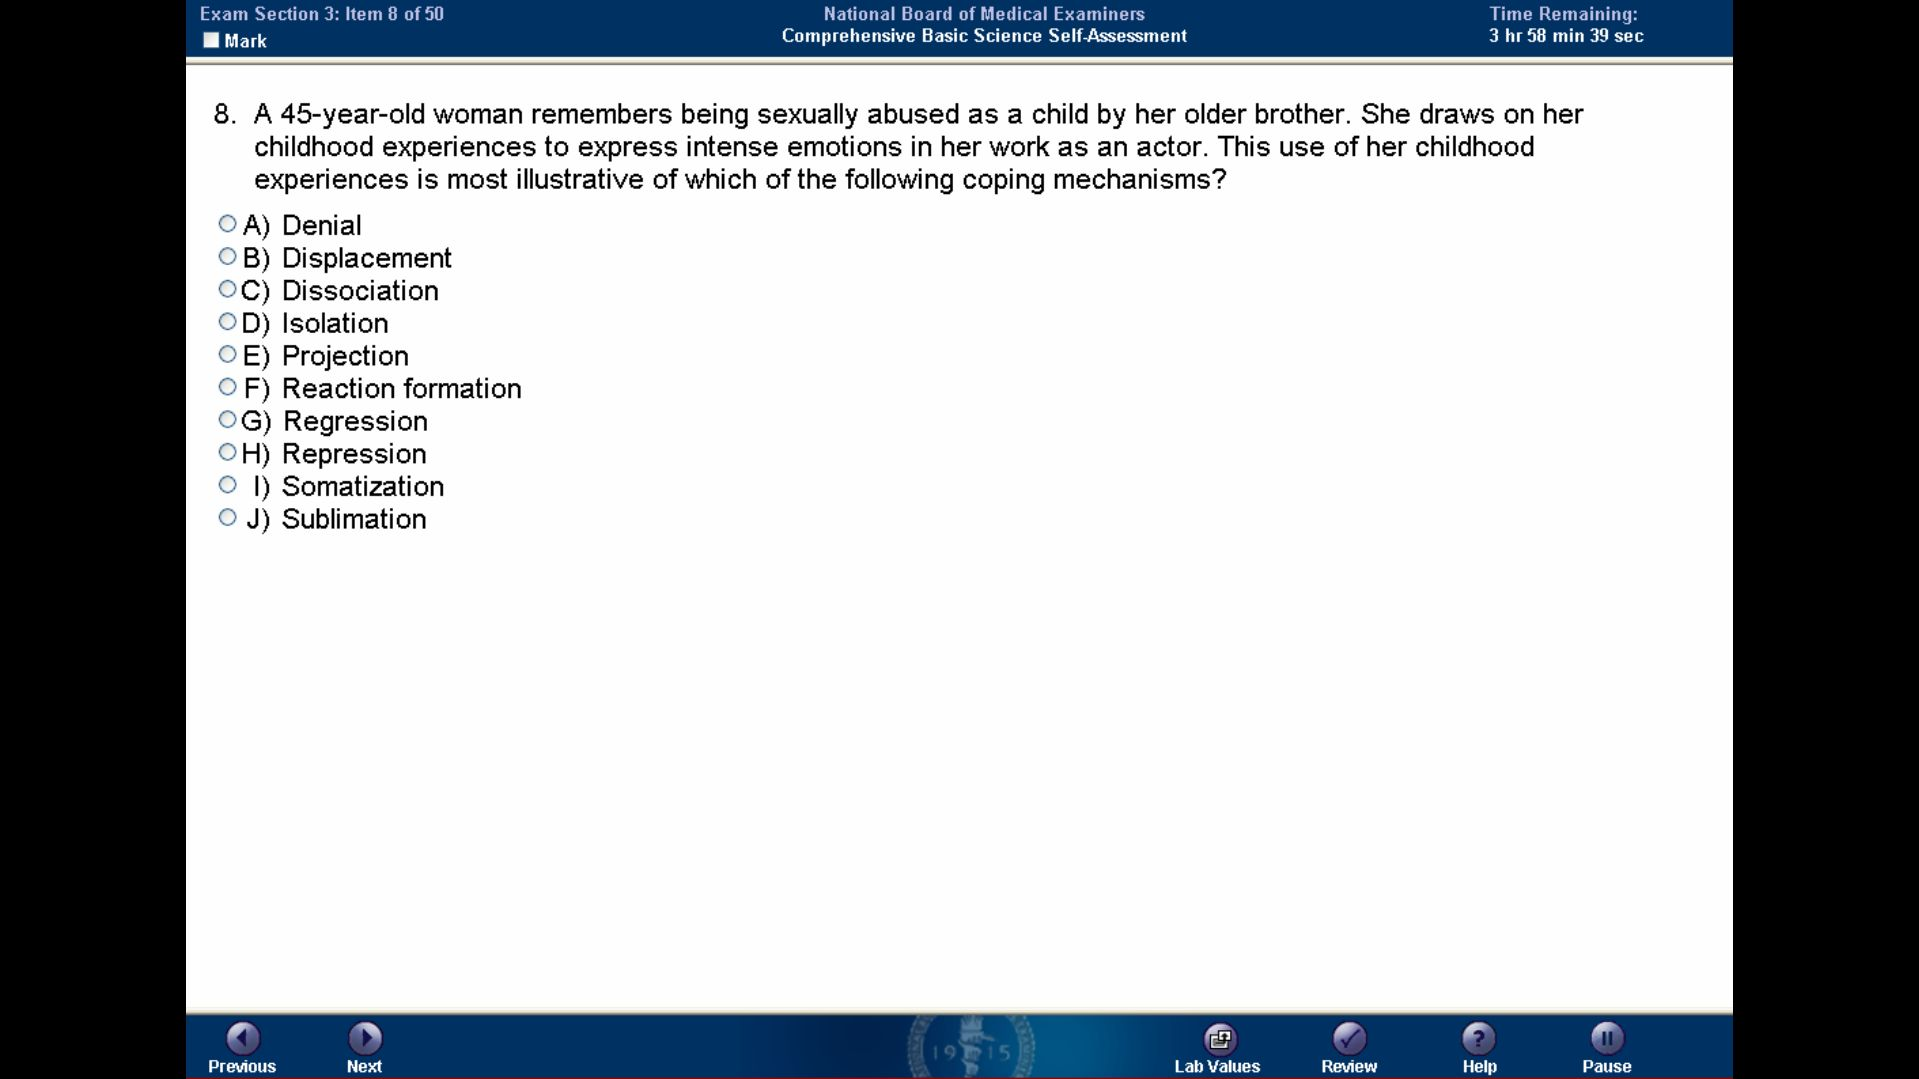 Exam Section 3: Item 8 of 50
National Board of Medical Examiners
Time Remaining:
Mark
Comprehensive Basic Science Self-Assessment
3 hr 58 min 39 sec
8. A 45-year-old woman remembers being sexually abused as a child by her older brother. She draws on her
childhood experiences to express intense emotions in her work as an actor. This use of her childhood
experiences is most illustrative of which of the following coping mechanisms?
A) Denial
B) Displacement
C) Dissociation
D) Isolation
E) Projection
F) Reaction formation
G) Regression
H) Repression
I) Somatization
J) Sublimation
1915
Previous
Next
Lab Values
Review
Help
Pause